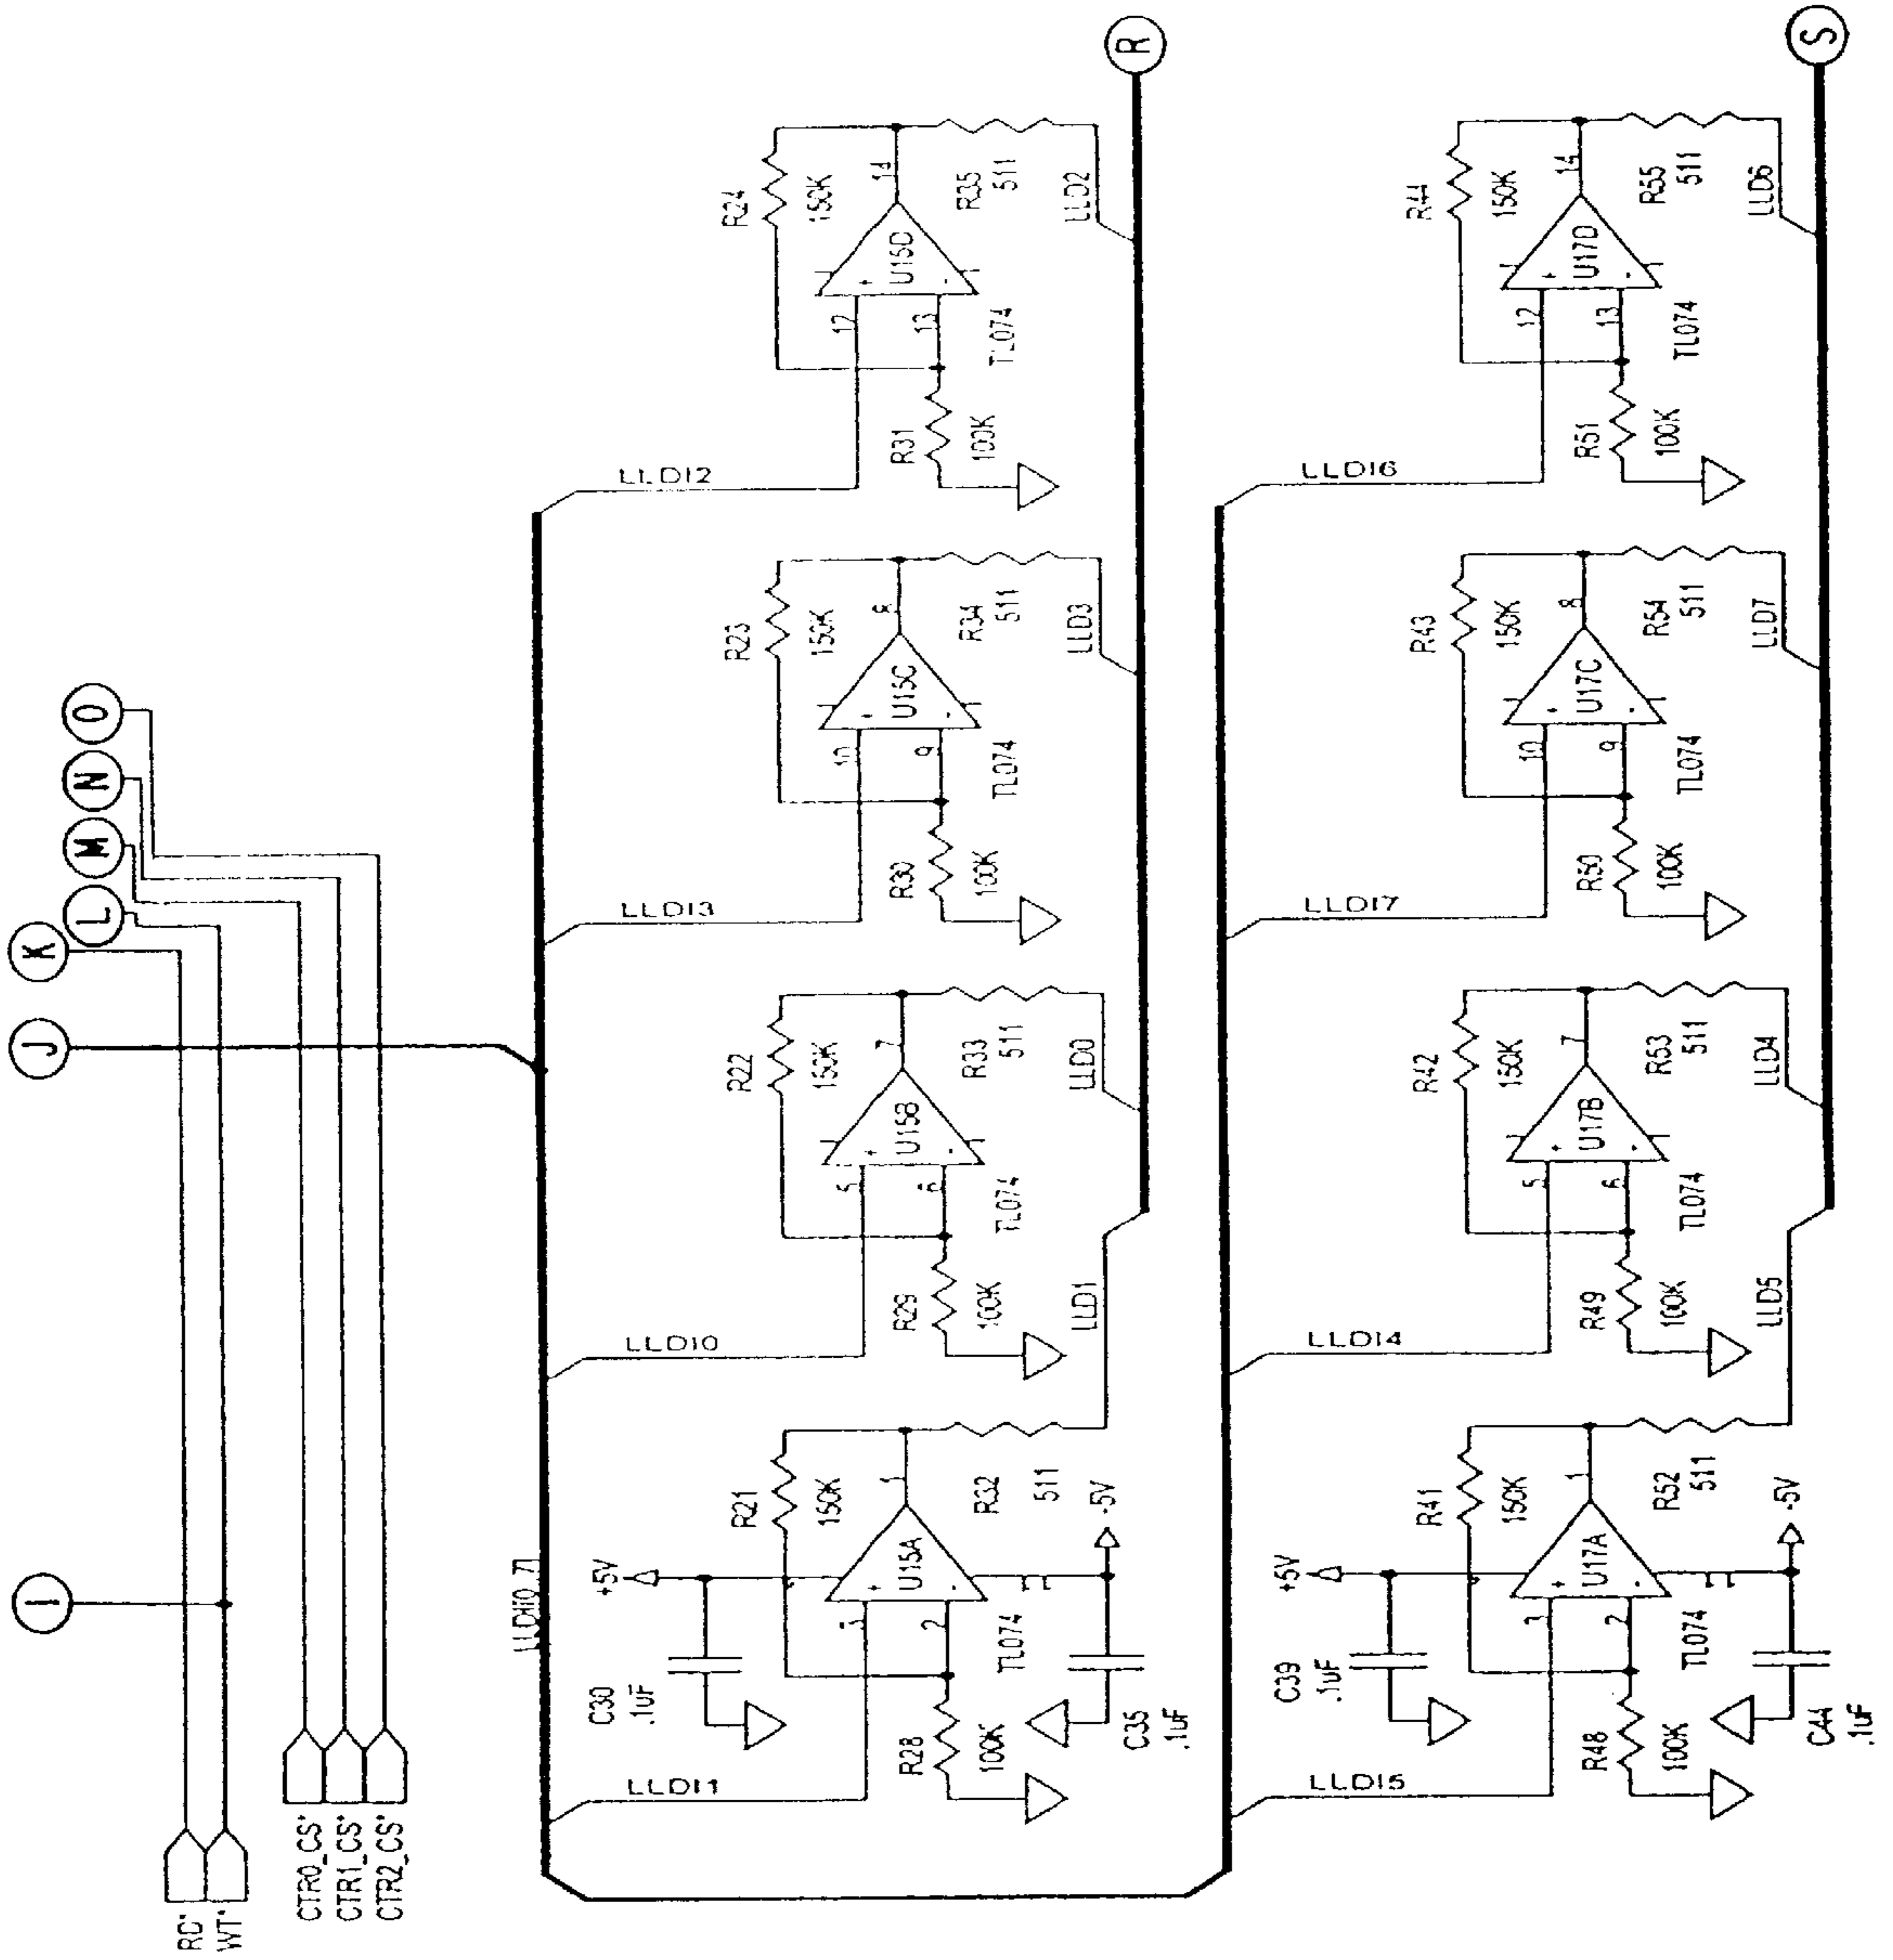 I
J
K
L
M
N
O
RD*
WT*
CTR0_CS*
CTR1_CS*
CTR2_CS*
LLDI[0..7]
LLDI1
+5V
C30
.1UF
R21
150K
3
2
1
U15A
TL074
R28
100K
R32
511
-5V
C35
.1UF
LLD1
LLDI0
R22
150K
5
6
7
U15B
TL074
R29
100K
R33
511
LLD0
LLDI3
R23
150K
10
9
8
U15C
TL074
R30
100K
R34
511
LLD3
LLDI2
R24
150K
12
13
14
U15D
TL074
R31
100K
R35
511
LLD2
R
LLDI5
+5V
C39
.1UF
R41
150K
3
2
1
U17A
TL074
R48
100K
R52
511
-5V
C44
.1UF
LLD5
LLDI4
R42
150K
5
6
7
U17B
TL074
R49
100K
R53
511
LLD4
LLDI7
R43
150K
10
9
8
U17C
TL074
R50
100K
R54
511
LLD7
LLDI6
R44
150K
12
13
14
U17D
TL074
R51
100K
R55
511
LLD6
S